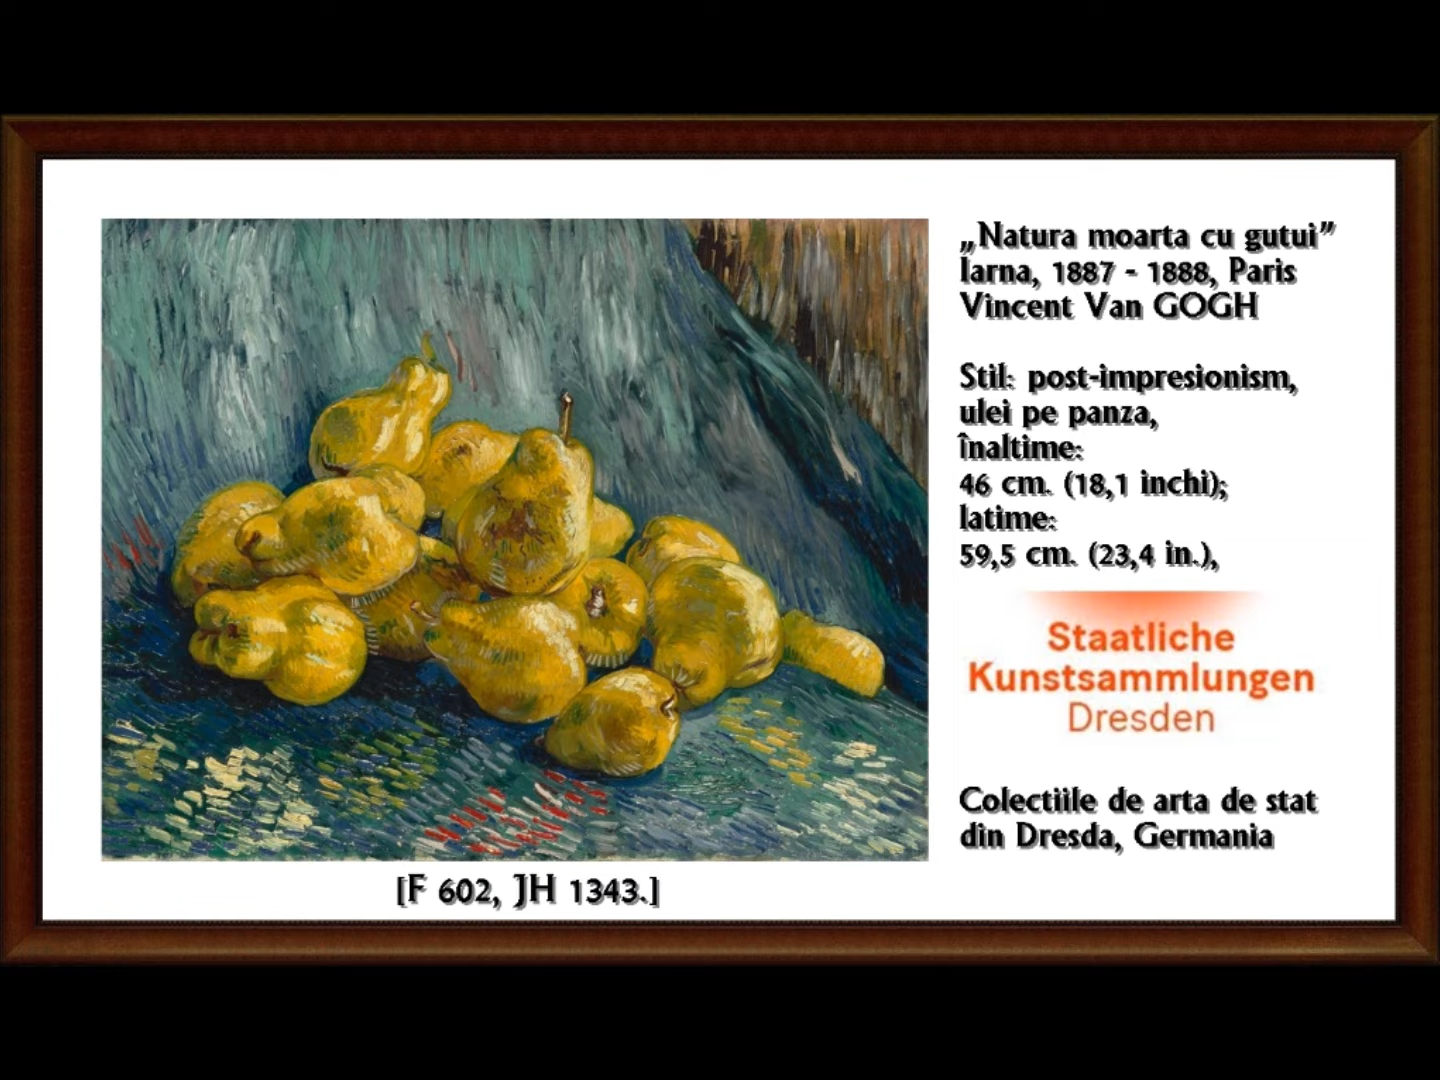 „Natura moarta cu gutui”
Iarna, 1887 - 1888, Paris
Vincent Van GOGH
Stil: post-impresionism,
ulei pe panza,
înaltime:
46 cm. (18,1 inchi);
latime:
59,5 cm. (23,4 in.),
Staatliche
Kunstsammlungen
Dresden
Colectiile de arta de stat
din Dresda, Germania
[F 602, JH 1343.]